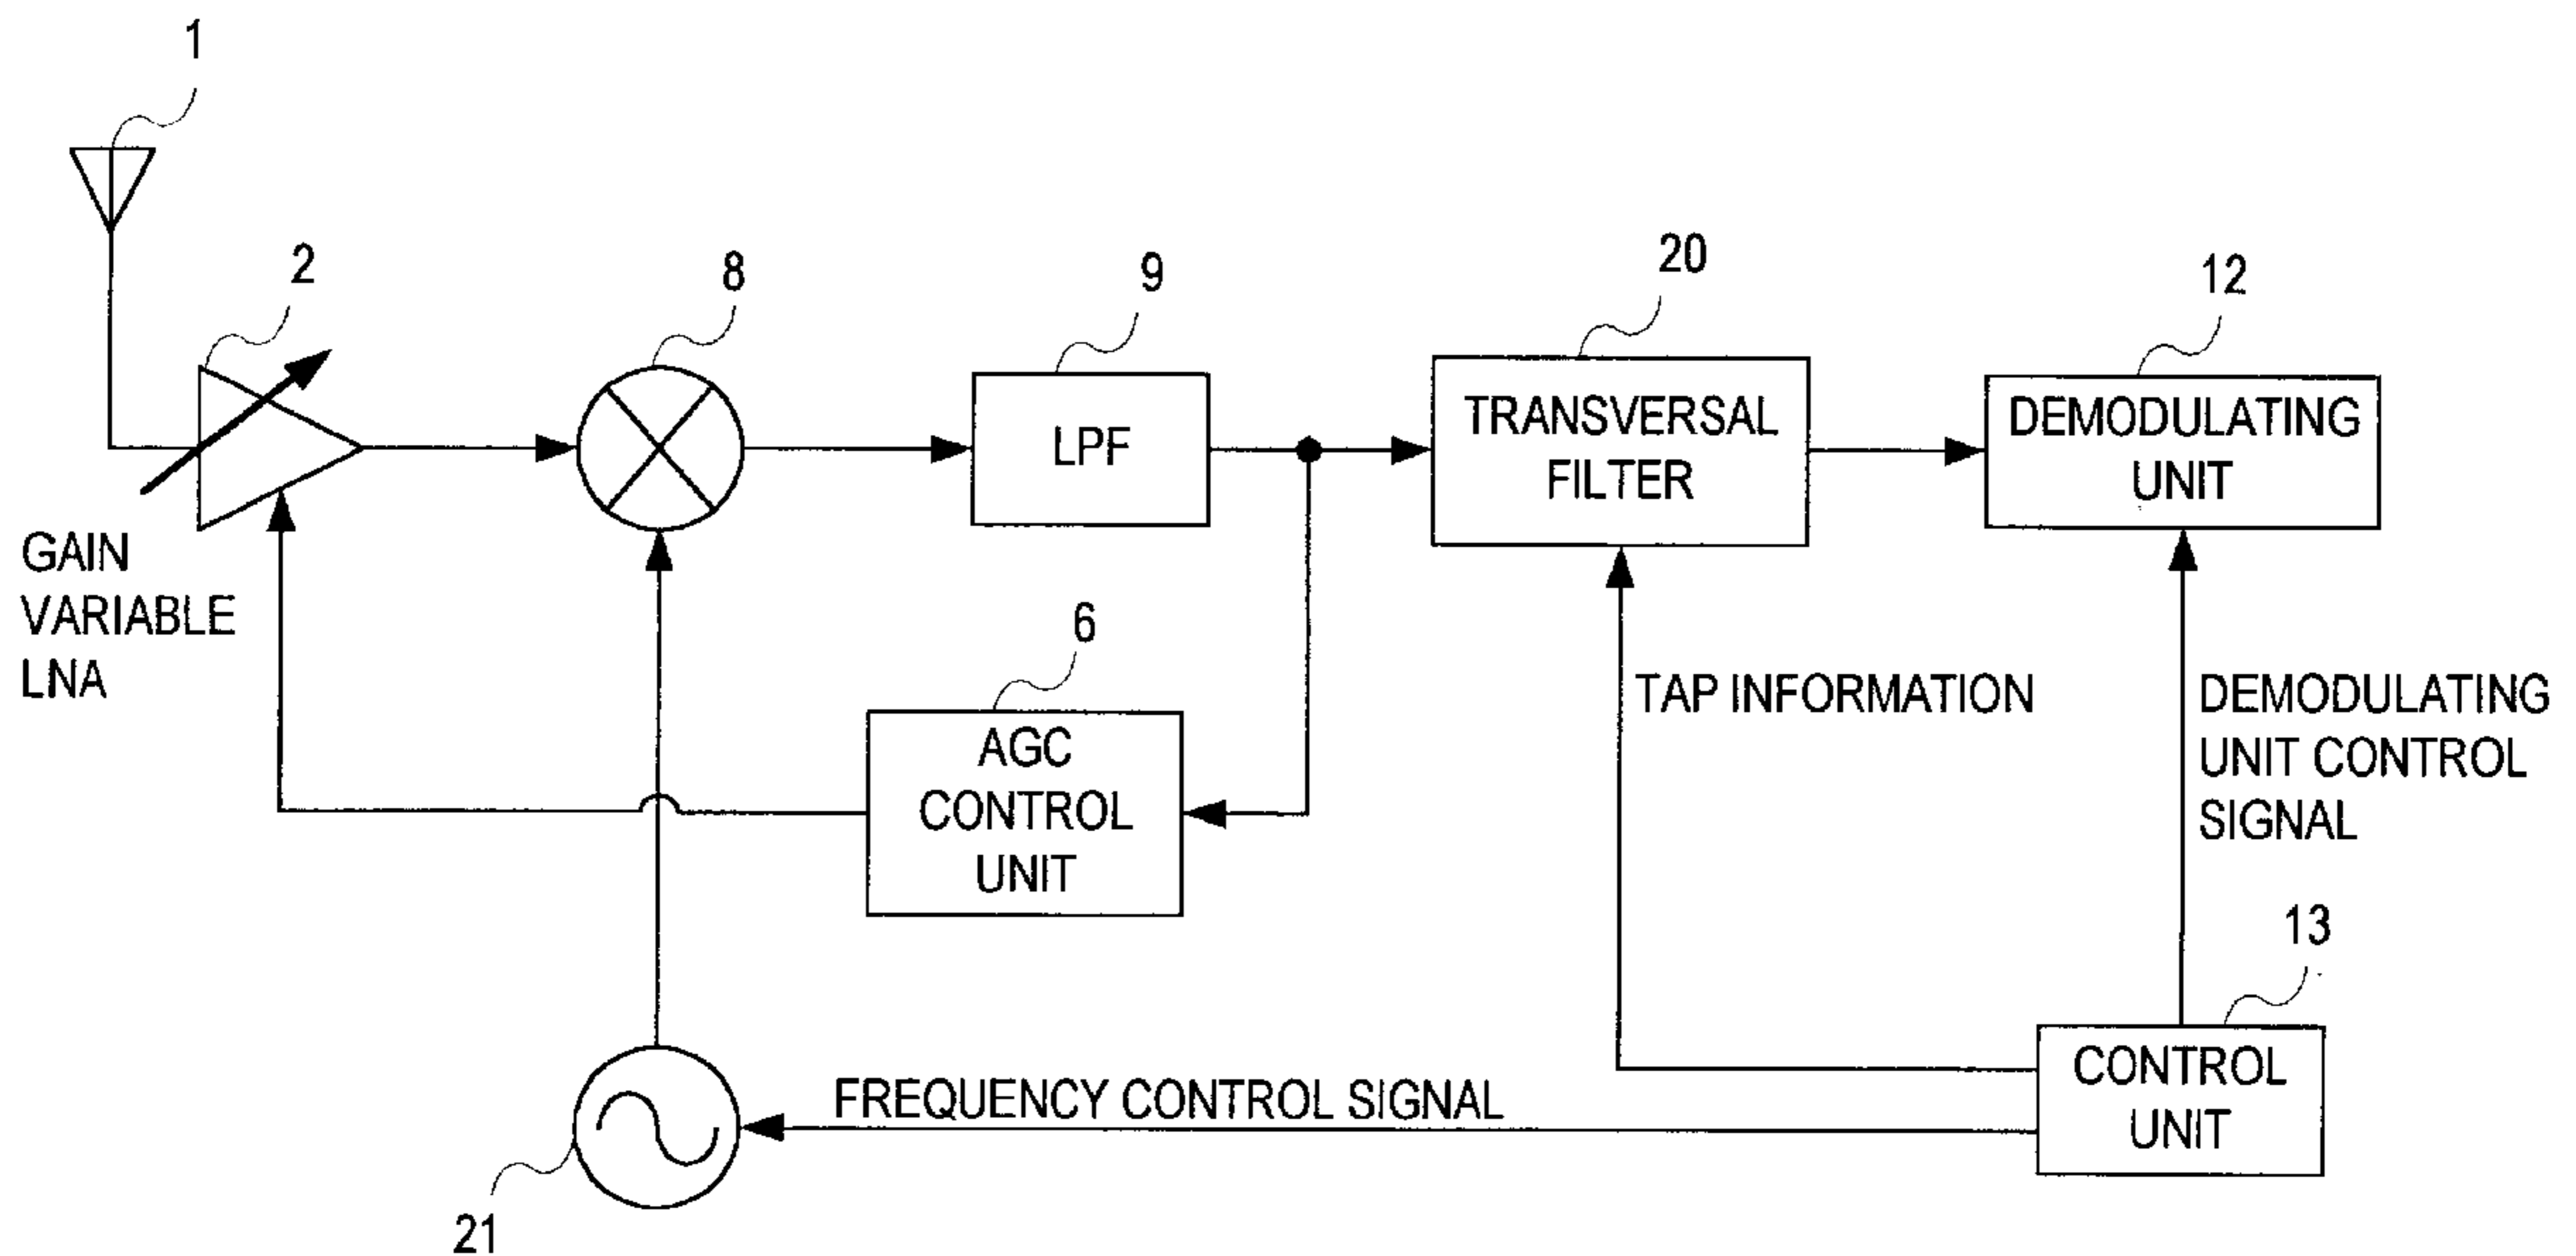 1
2
8
9
20
12
TRANSVERSAL
FILTER
DEMODULATING
UNIT
LPF
GAIN
VARIABLE
LNA
6
AGC
CONTROL
UNIT
TAP INFORMATION
DEMODULATING
UNIT CONTROL
SIGNAL
13
CONTROL
UNIT
FREQUENCY CONTROL SIGNAL
21